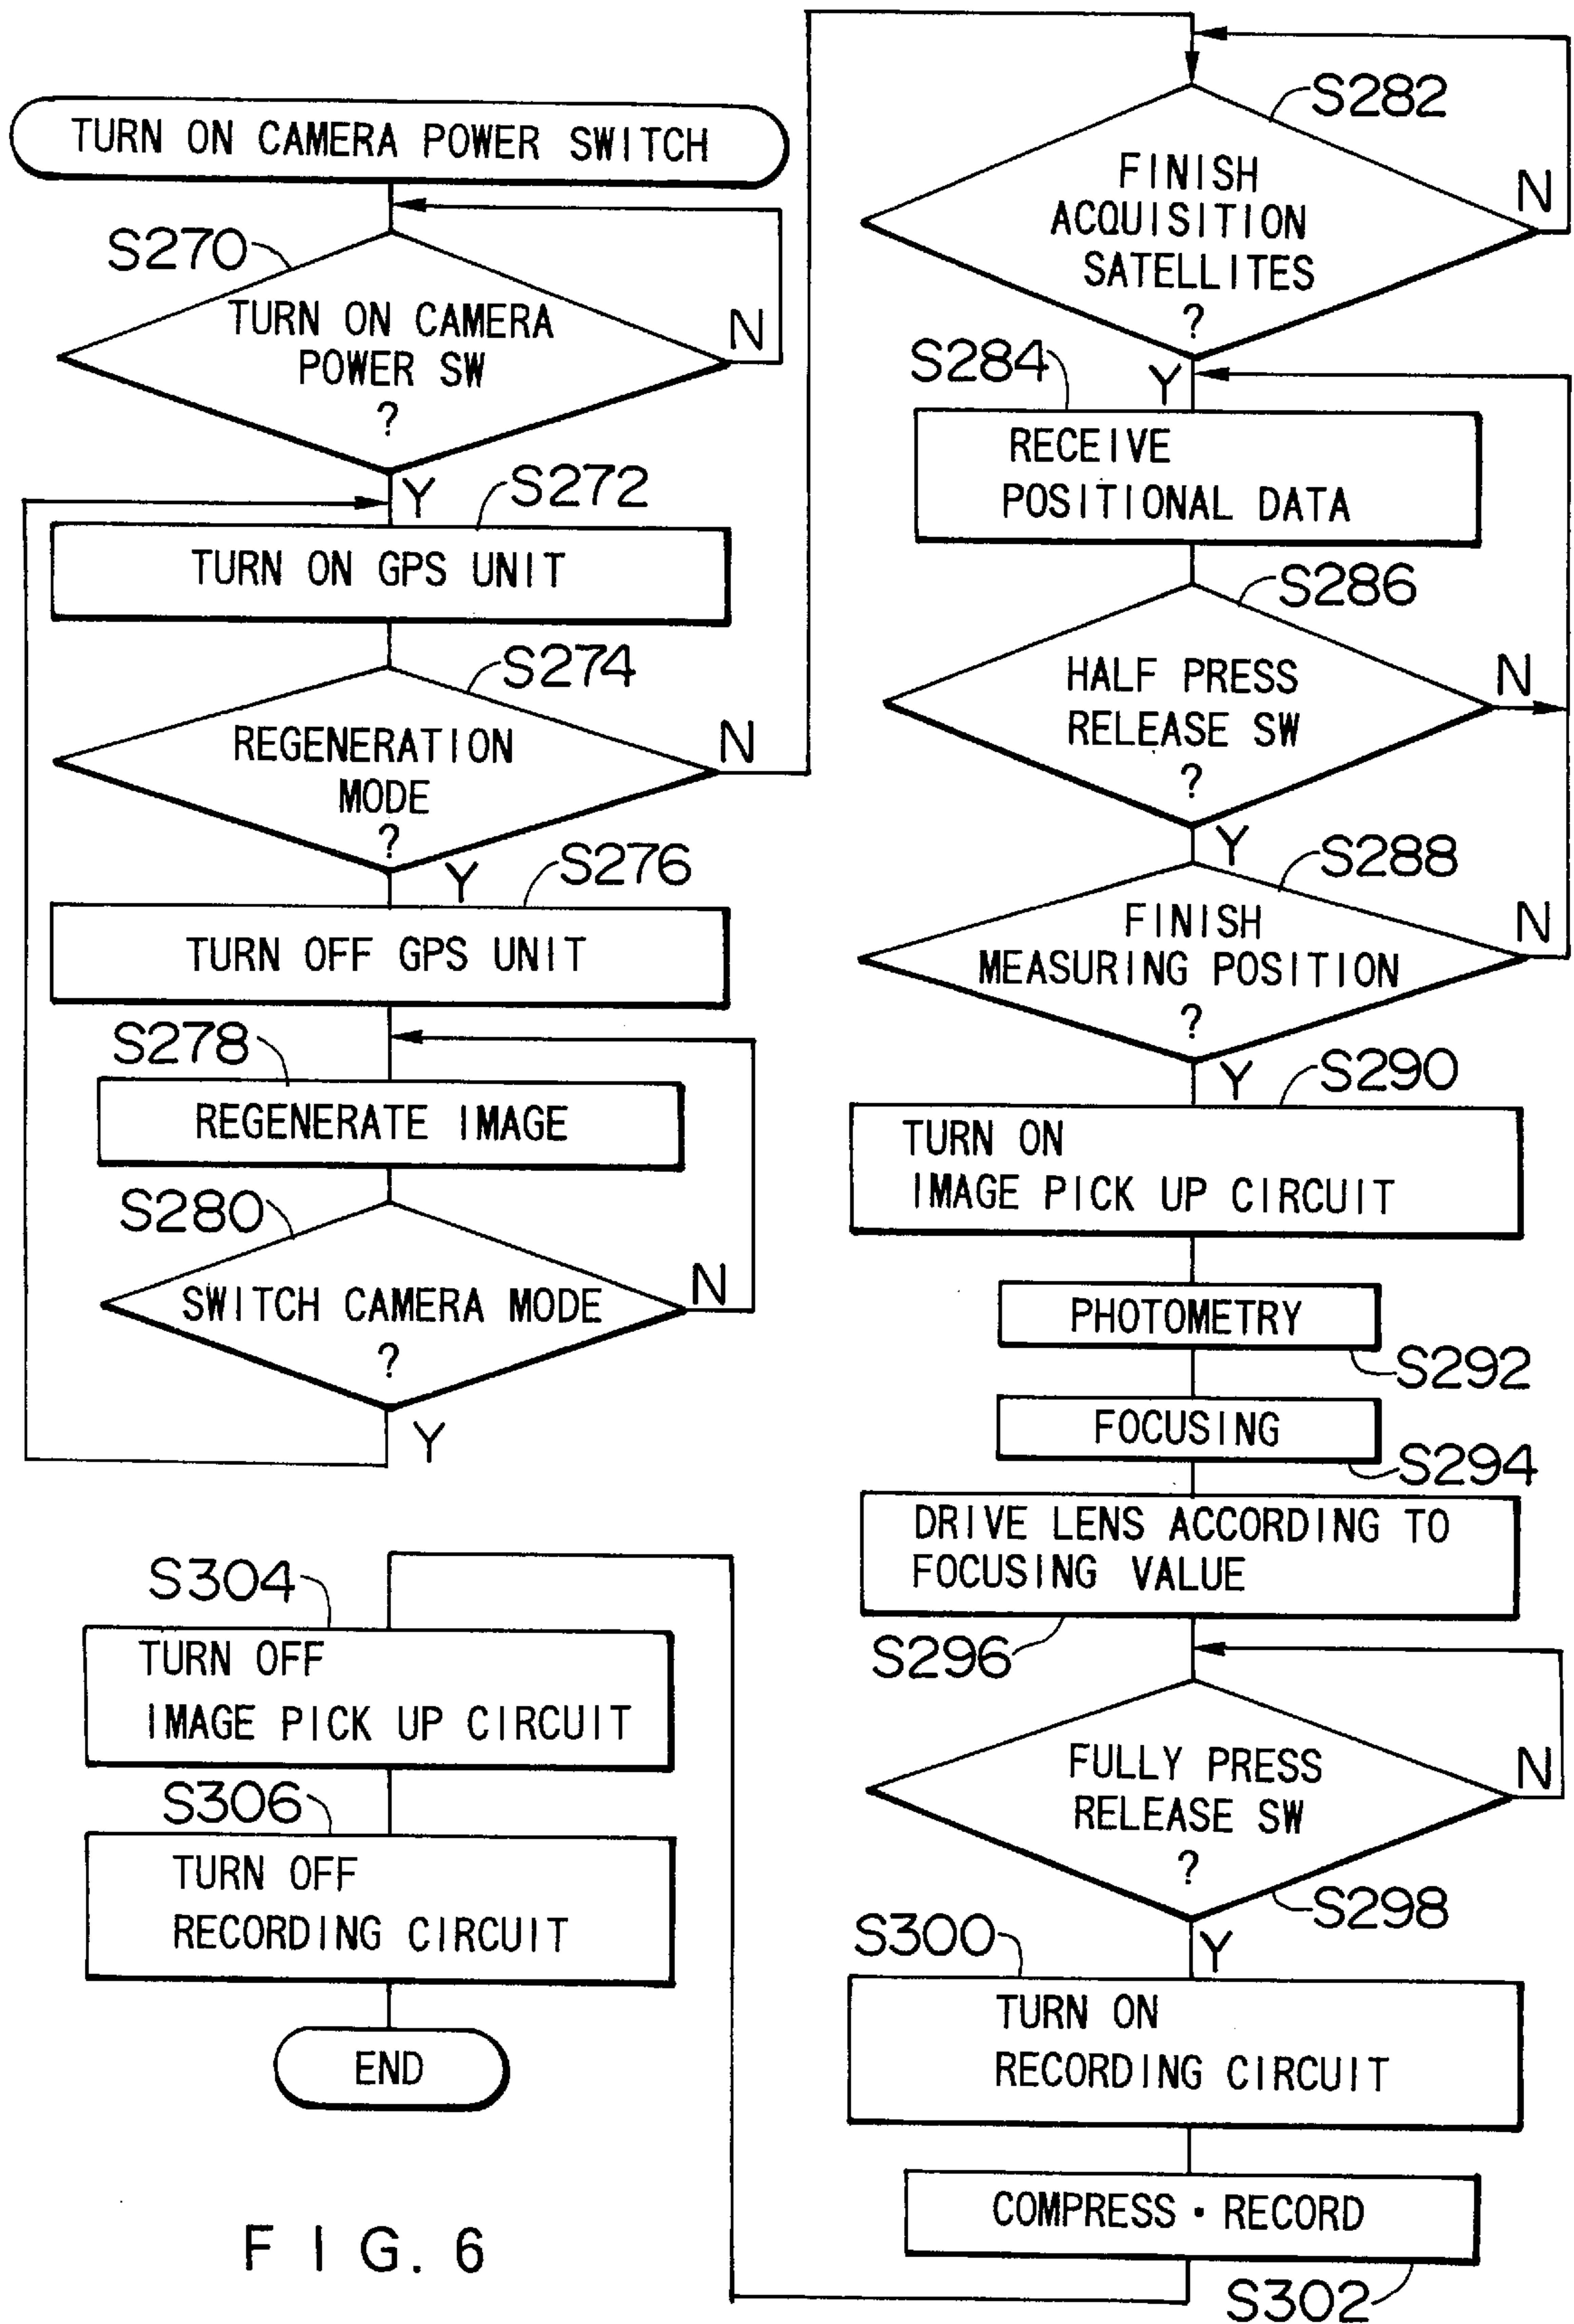 TURN ON CAMERA POWER SWITCH
S270
TURN ON CAMERA
POWER SW
?
N
Y
S272
TURN ON GPS UNIT
S274
REGENERATION
MODE
?
N
Y
S276
TURN OFF GPS UNIT
S278
REGENERATE IMAGE
S280
SWITCH CAMERA MODE
?
N
Y
S282
FINISH
ACQUISITION
SATELLITES
?
N
Y
S284
RECEIVE
POSITIONAL DATA
S286
HALF PRESS
RELEASE SW
?
N
Y
S288
FINISH
MEASURING POSITION
?
N
Y
S290
TURN ON
IMAGE PICK UP CIRCUIT
PHOTOMETRY
S292
FOCUSING
S294
DRIVE LENS ACCORDING TO
FOCUSING VALUE
S296
FULLY PRESS
RELEASE SW
?
N
S298
Y
S300
TURN ON
RECORDING CIRCUIT
COMPRESS · RECORD
S302
S304
TURN OFF
IMAGE PICK UP CIRCUIT
S306
TURN OFF
RECORDING CIRCUIT
END
FIG. 6